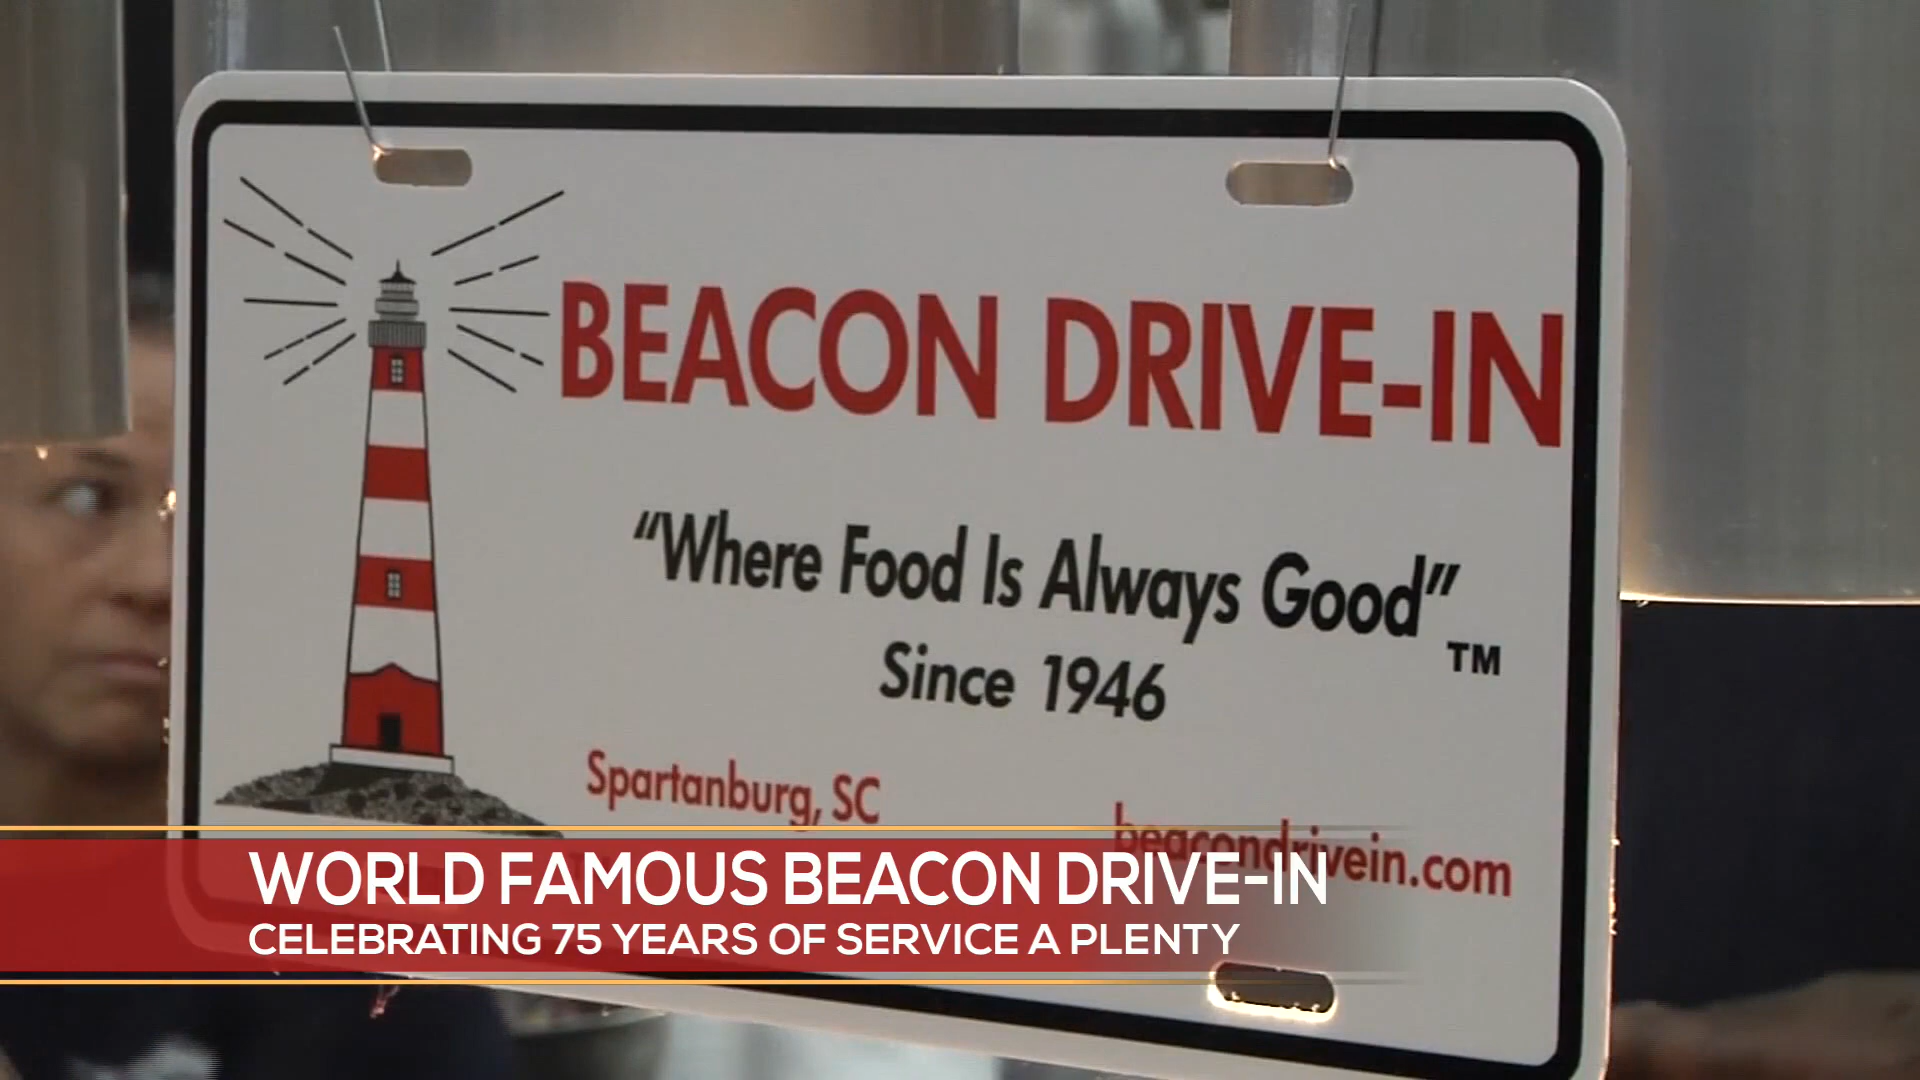 BEACON DRIVE-IN
“Where Food Is Always Good” TM
Since 1946
Spartanburg, SC
beacondrivein.com
WORLD FAMOUS BEACON DRIVE-IN
CELEBRATING 75 YEARS OF SERVICE A PLENTY